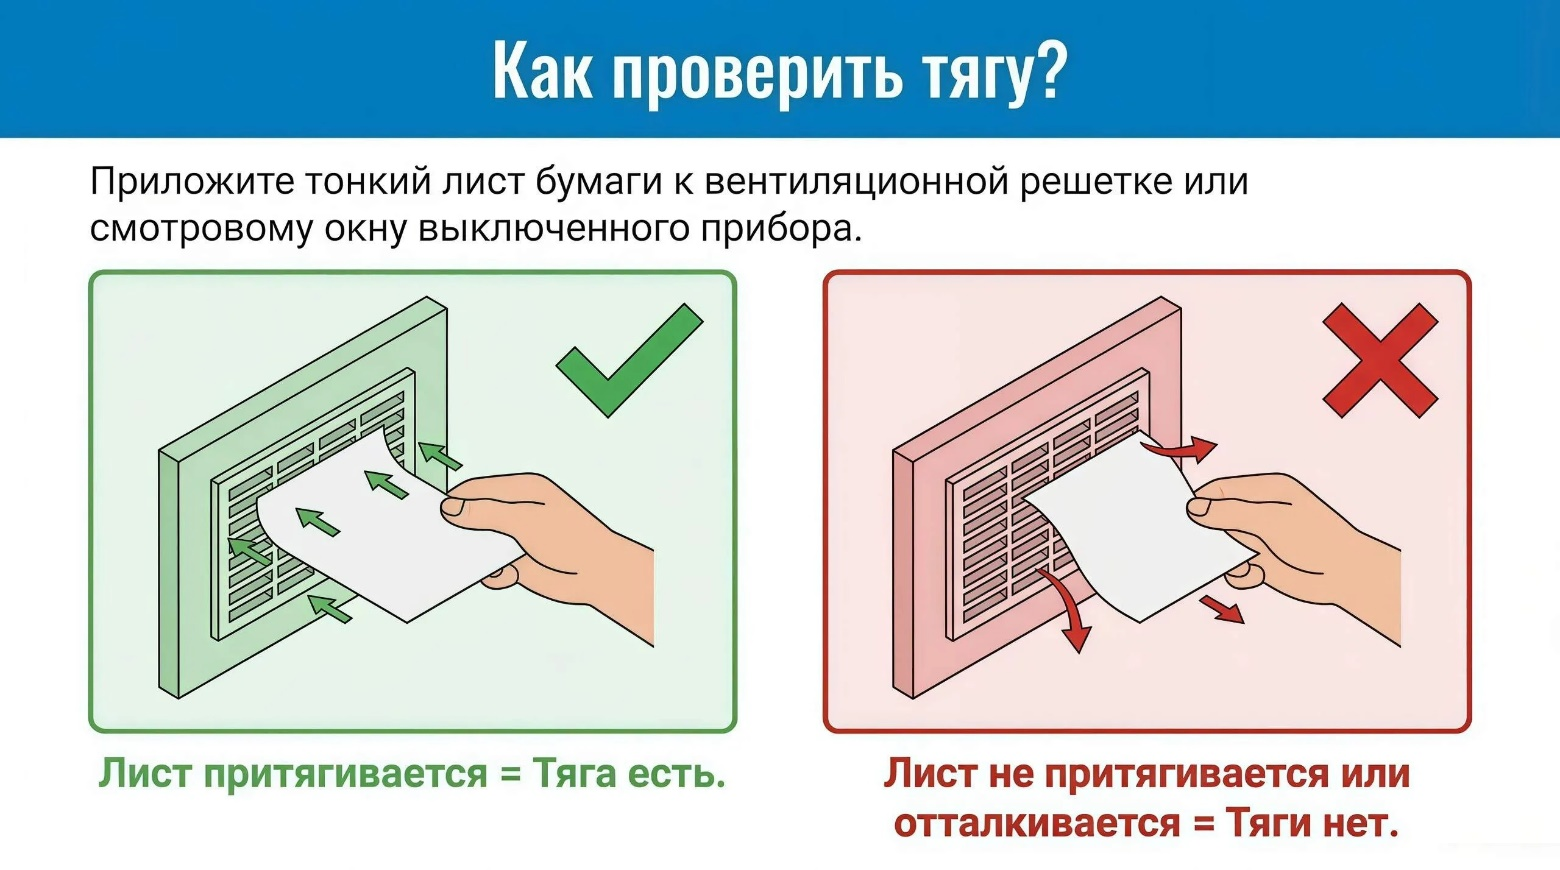 Как проверить тягу?
Приложите тонкий лист бумаги к вентиляционной решетке или
смотровому окну выключенного прибора.
Лист притягивается = Тяга есть.
Лист не притягивается или
отталкивается = Тяги нет.